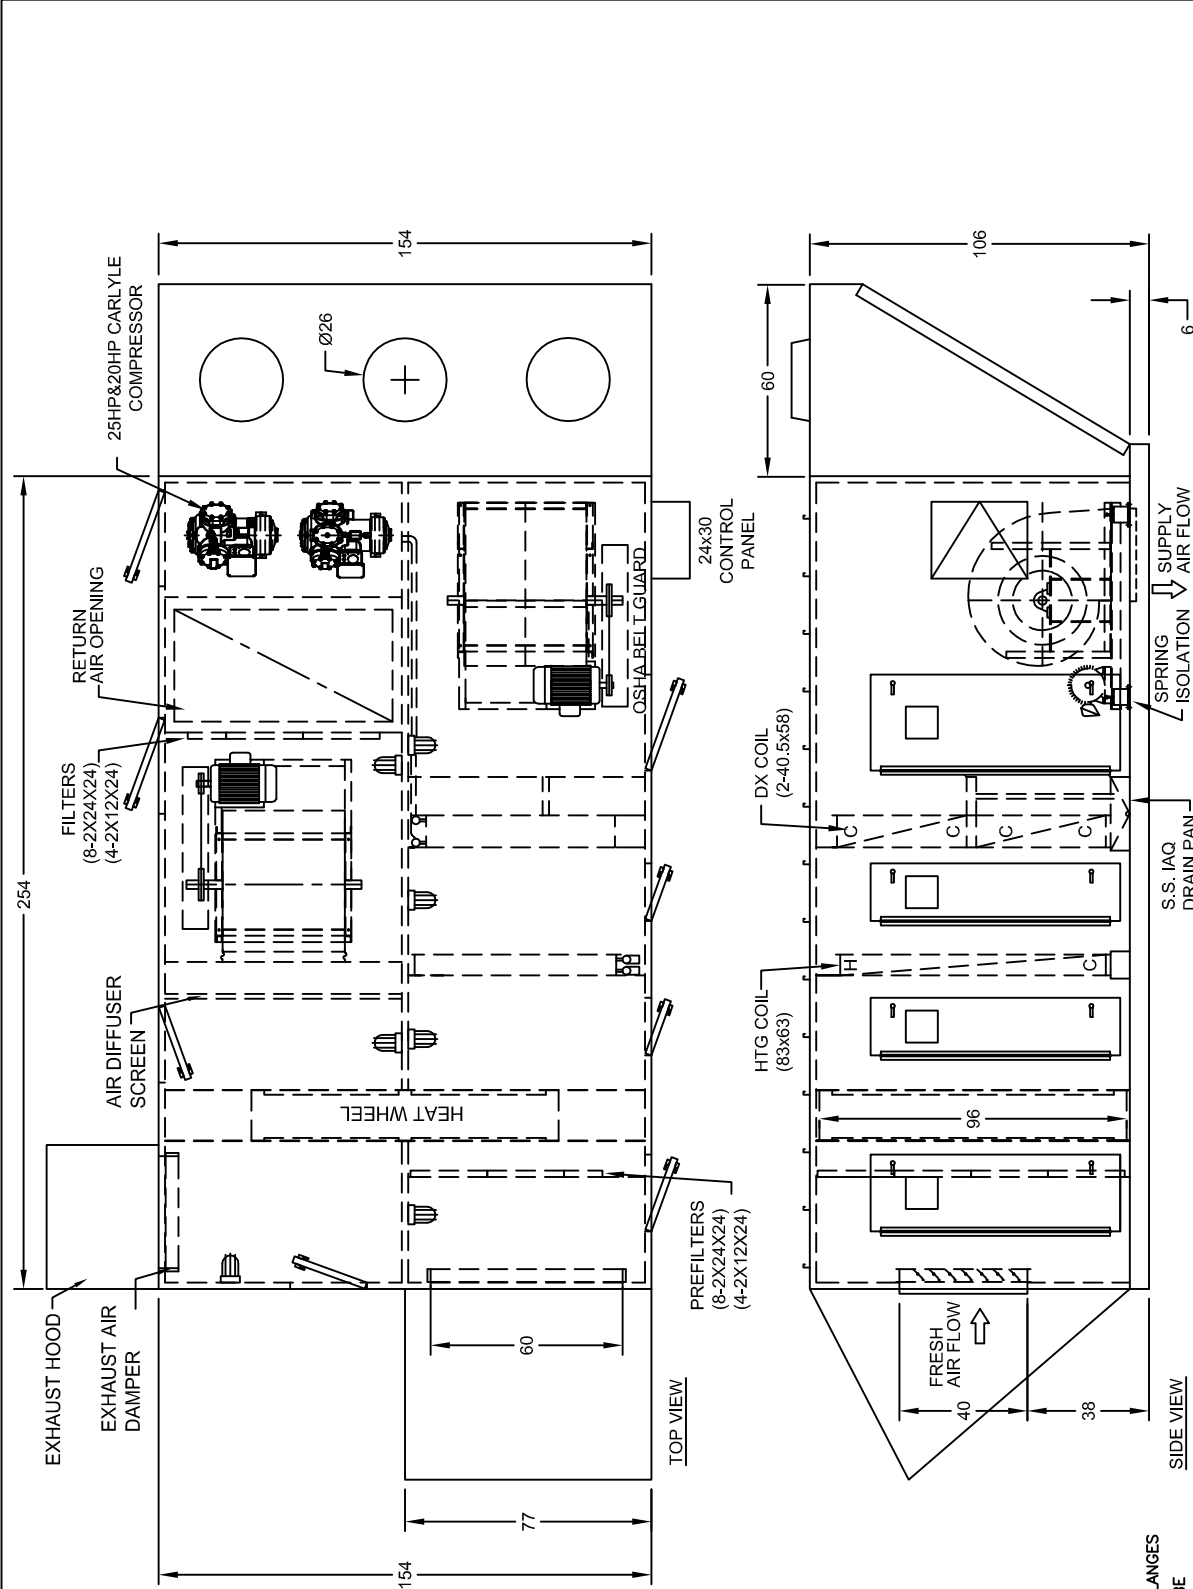 254
154
25HP&20HP CARLYLE
COMPRESSOR
Ø26
RETURN
AIR OPENING
FILTERS
(8-2X24X24)
(4-2X12X24)
AIR DIFFUSER
SCREEN
EXHAUST HOOD
EXHAUST AIR
DAMPER
HEAT WHEEL
OSHA BELT GUARD
24x30
CONTROL
PANEL
PREFILTERS
(8-2X24X24)
(4-2X12X24)
60
77
154
TOP VIEW
60
106
6
DX COIL
(2-40.5x58)
HTG COIL
(83x63)
C
C
C
C
H
C
96
SUPPLY
AIR FLOW
SPRING
ISOLATION
S.S. IAQ
DRAIN PAN
FRESH
AIR FLOW
40
38
SIDE VIEW